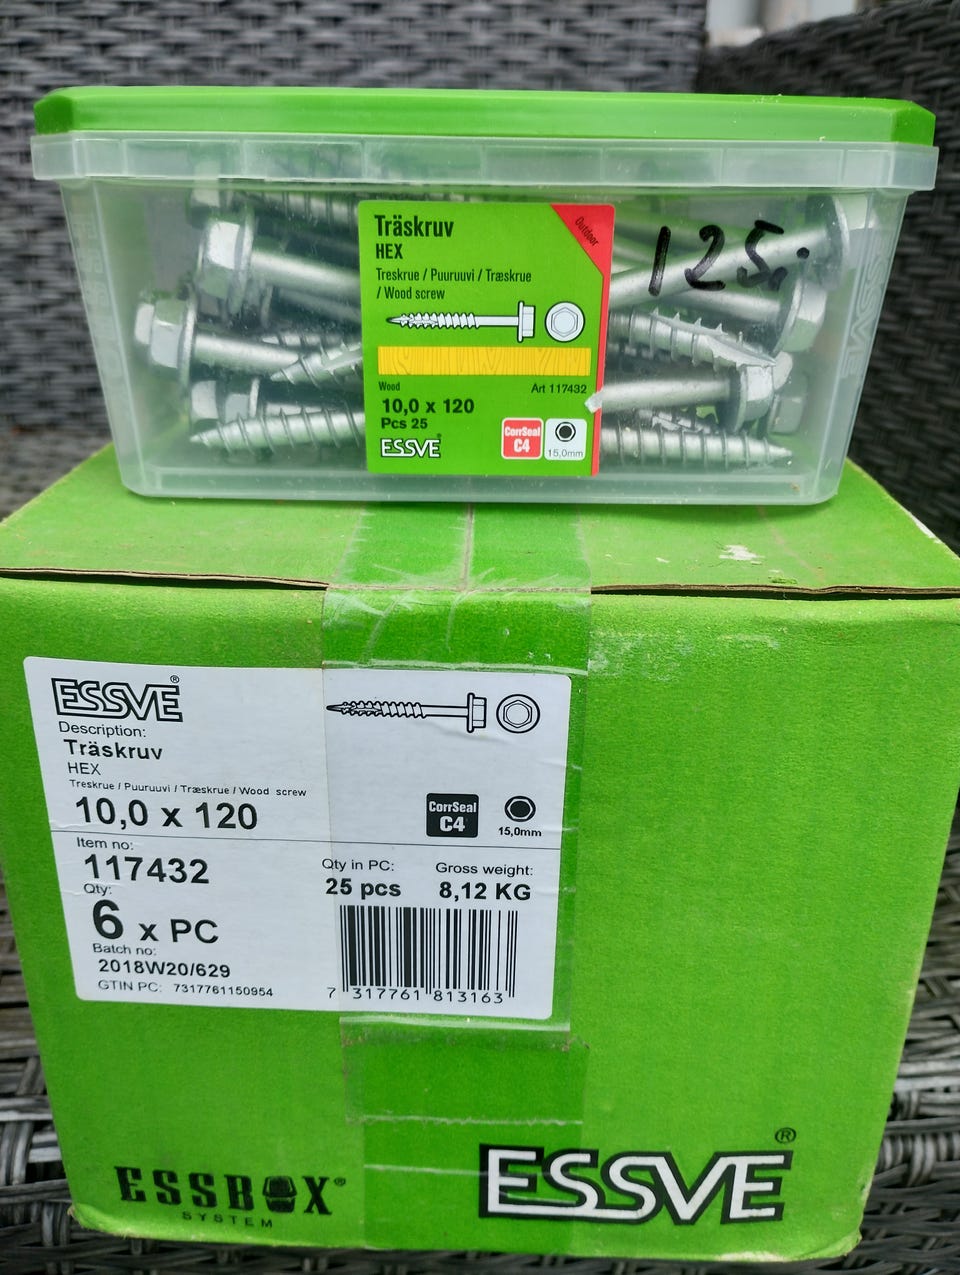 Träskruv
HEX
Treskrue / Puuruuvi / Træskrue
/ Wood screw
Outdoor
125.-
Wood
Art 117432
10,0 x 120
Pcs 25
ESSVE®
CorrSeal
C4
15,0mm
ESSVE®
Description:
Träskruv
HEX
Treskrue / Puuruuvi / Træskrue / Wood screw
10,0 x 120
CorrSeal
C4
15,0mm
Item no:
117432
Qty in PC:
25 pcs
Gross weight:
8,12 KG
Qty:
6 x PC
Batch no:
2018W20/629
GTIN PC: 7317761150954
7 317761 813163
ESSBOX®
SYSTEM
ESSVE®